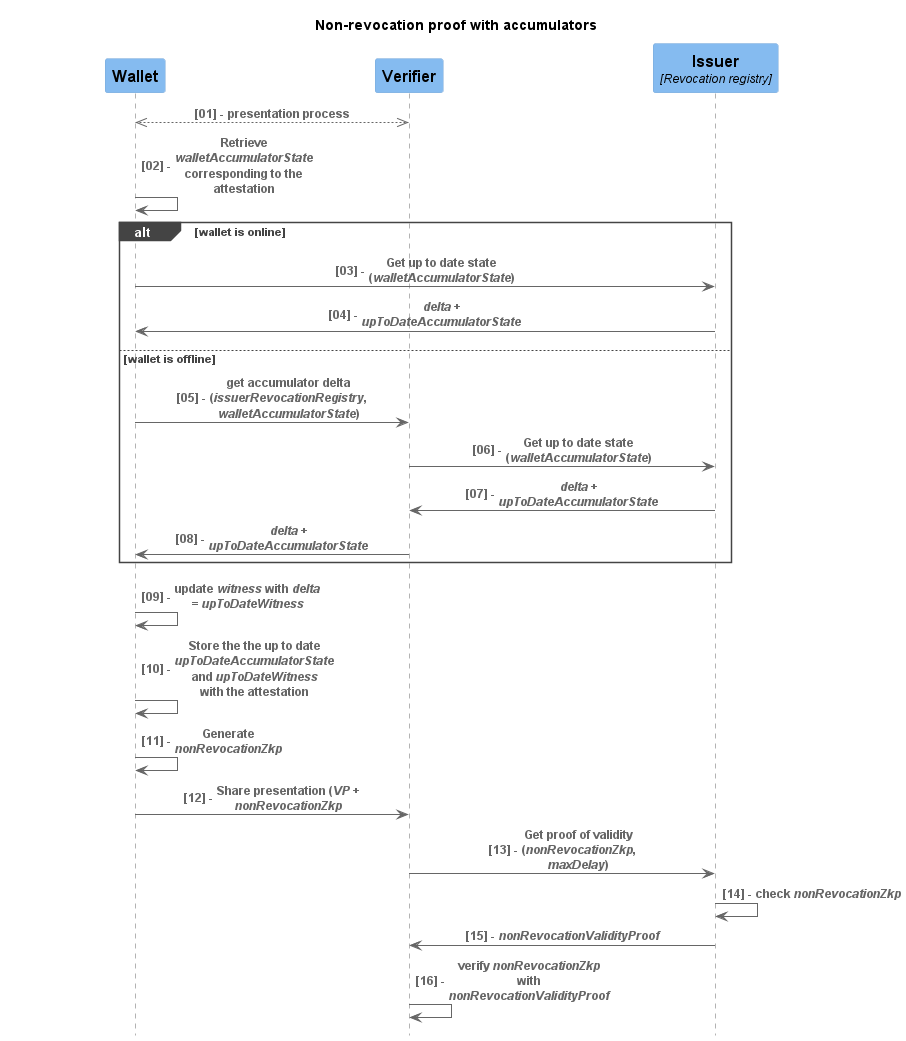 Non-revocation proof with accumulators
Wallet
Verifier
Issuer
[Revocation registry]
[01] - presentation process
Retrieve
walletAccumulatorState
[02] - corresponding to the
attestation
alt [wallet is online]
Get up to date state
[03] - (walletAccumulatorState)
delta +
[04] - upToDateAccumulatorState
[wallet is offline]
get accumulator delta
[05] - (issuerRevocationRegistry,
walletAccumulatorState)
Get up to date state
[06] - (walletAccumulatorState)
delta +
[07] - upToDateAccumulatorState
delta +
[08] - upToDateAccumulatorState
update witness with delta
[09] - = upToDateWitness
Store the the up to date
upToDateAccumulatorState
[10] - and upToDateWitness
with the attestation
Generate
[11] - nonRevocationZkp
Share presentation (VP +
[12] - nonRevocationZkp
Get proof of validity
[13] - (nonRevocationZkp,
maxDelay)
[14] - check nonRevocationZkp
[15] - nonRevocationValidityProof
verify nonRevocationZkp
[16] - with
nonRevocationValidityProof